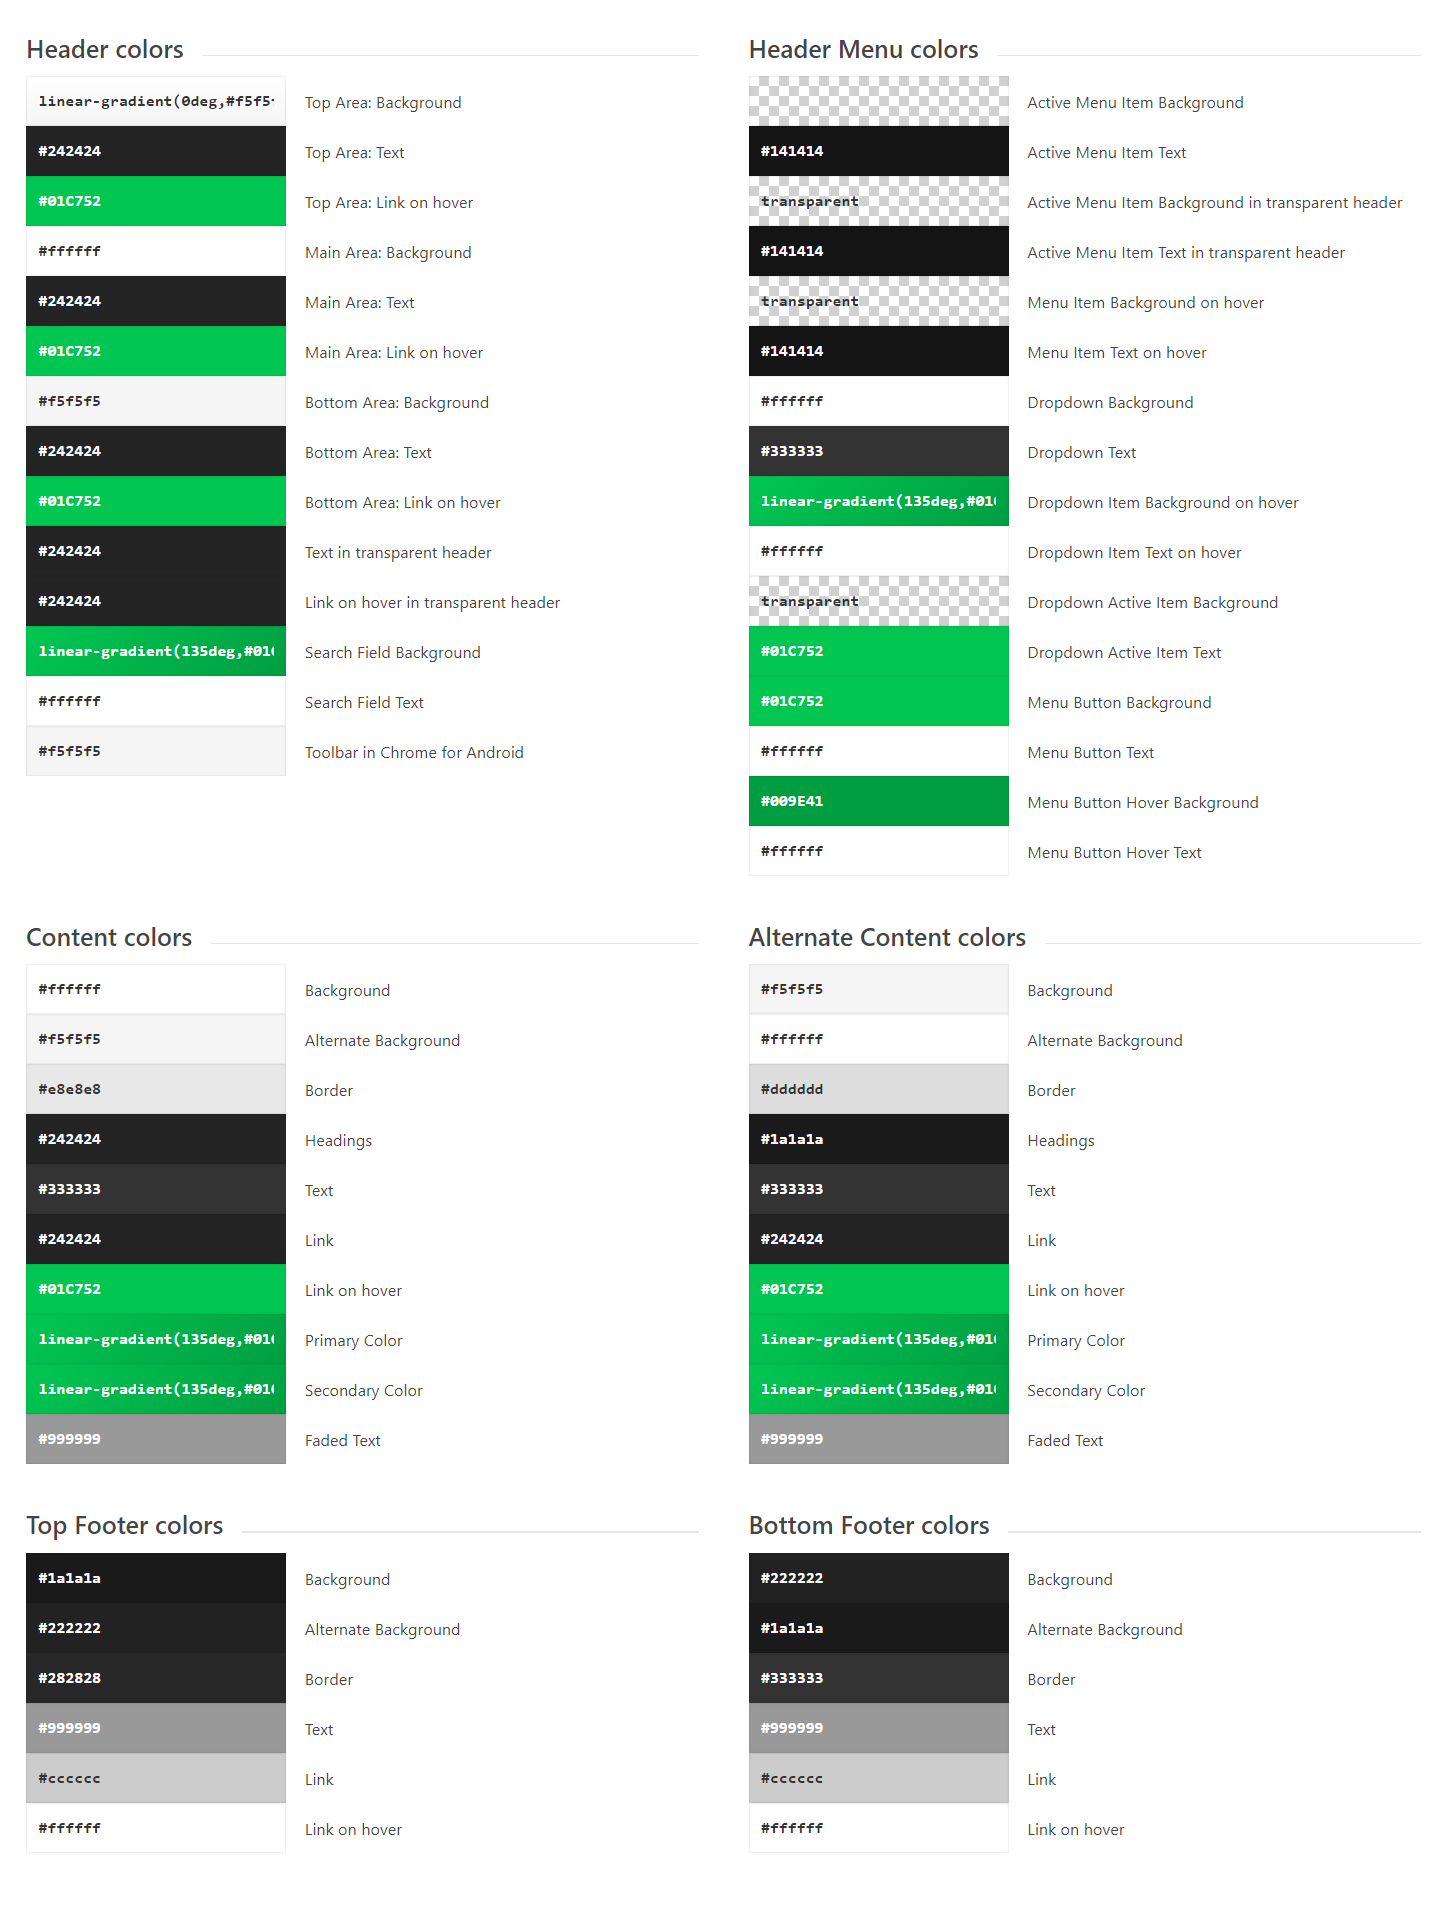 Header colors
linear-gradient(0deg,#f5f5 Top Area: Background
#242424 Top Area: Text
#01C752 Top Area: Link on hover
#ffffff Main Area: Background
#242424 Main Area: Text
#01C752 Main Area: Link on hover
#f5f5f5 Bottom Area: Background
#242424 Bottom Area: Text
#01C752 Bottom Area: Link on hover
#242424 Text in transparent header
#242424 Link on hover in transparent header
linear-gradient(135deg,#01 Search Field Background
#ffffff Search Field Text
#f5f5f5 Toolbar in Chrome for Android
Header Menu colors
Active Menu Item Background
#141414 Active Menu Item Text
transparent Active Menu Item Background in transparent header
#141414 Active Menu Item Text in transparent header
transparent Menu Item Background on hover
#141414 Menu Item Text on hover
#ffffff Dropdown Background
#333333 Dropdown Text
linear-gradient(135deg,#01 Dropdown Item Background on hover
#ffffff Dropdown Item Text on hover
transparent Dropdown Active Item Background
#01C752 Dropdown Active Item Text
#01C752 Menu Button Background
#ffffff Menu Button Text
#009E41 Menu Button Hover Background
#ffffff Menu Button Hover Text
Content colors
#ffffff Background
#f5f5f5 Alternate Background
#e8e8e8 Border
#242424 Headings
#333333 Text
#242424 Link
#01C752 Link on hover
linear-gradient(135deg,#01 Primary Color
linear-gradient(135deg,#01 Secondary Color
#999999 Faded Text
Alternate Content colors
#f5f5f5 Background
#ffffff Alternate Background
#dddddd Border
#1a1a1a Headings
#333333 Text
#242424 Link
#01C752 Link on hover
linear-gradient(135deg,#01 Primary Color
linear-gradient(135deg,#01 Secondary Color
#999999 Faded Text
Top Footer colors
#1a1a1a Background
#222222 Alternate Background
#282828 Border
#999999 Text
#cccccc Link
#ffffff Link on hover
Bottom Footer colors
#222222 Background
#1a1a1a Alternate Background
#333333 Border
#999999 Text
#cccccc Link
#ffffff Link on hover